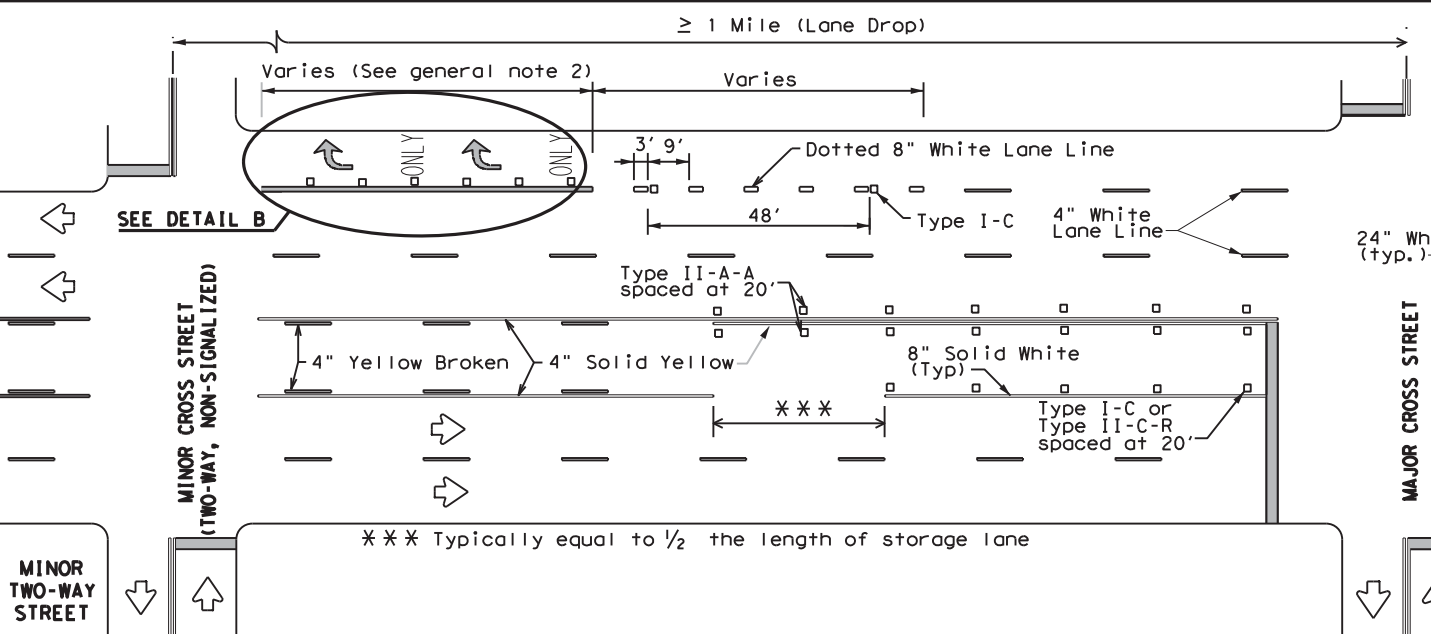 ≥ 1 Mile (Lane Drop)
Varies (See general note 2)
Varies
ONLY
ONLY
3' 9'
Dotted 8" White Lane Line
SEE DETAIL B
48'
Type I-C
4" White
Lane Line
24" Wh
(typ.)
Type II-A-A
spaced at 20'
MINOR CROSS STREET
(TWO-WAY, NON-SIGNALIZED)
4" Yellow Broken
4" Solid Yellow
8" Solid White
(Typ)
***
Type I-C or
Type II-C-R
spaced at 20'
MAJOR CROSS STREET
*** Typically equal to ½ the length of storage lane
MINOR
TWO-WAY
STREET